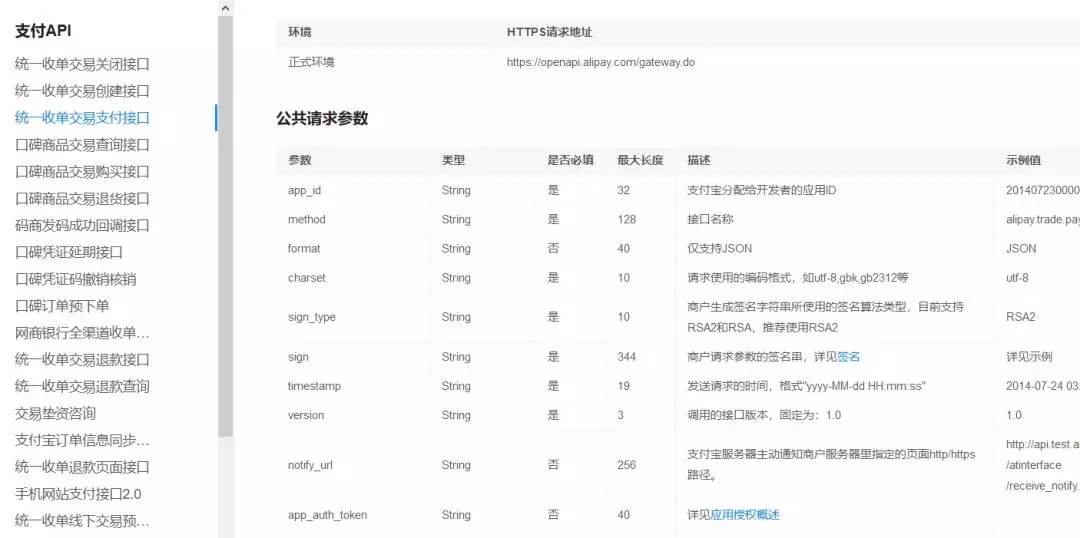 支付API
统一收单交易关闭接口
统一收单交易创建接口
统一收单交易支付接口
口碑商品交易查询接口
口碑商品交易购买接口
口碑商品交易退货接口
码商发码成功回调接口
口碑凭证延期接口
口碑凭证码撤销核销
口碑订单预下单
网商银行全渠道收单...
统一收单交易退款接口
统一收单交易退款查询
交易垫资咨询
支付宝订单信息同步...
统一收单退款页面接口
手机网站支付接口2.0
统一收单线下交易预...
环境 HTTPS请求地址
正式环境 https://openapi.alipay.com/gateway.do
公共请求参数
参数 类型 是否必填 最大长度 描述 示例值
app_id String 是 32 支付宝分配给开发者的应用ID 201407230000
method String 是 128 接口名称 alipay.trade.pay
format String 否 40 仅支持JSON JSON
charset String 是 10 请求使用的编码格式，如utf-8,gbk,gb2312等 utf-8
sign_type String 是 10 商户生成签名字符串所使用的签名算法类型，目前支持
RSA2和RSA，推荐使用RSA2 RSA2
sign String 是 344 商户请求参数的签名串，详见签名 详见示例
timestamp String 是 19 发送请求的时间，格式"yyyy-MM-dd HH:mm:ss" 2014-07-24 03:
version String 是 3 调用的接口版本，固定为：1.0 1.0
notify_url String 否 256 支付宝服务器主动通知商户服务器里指定的页面http/https
路径。 http://api.test.a
/atinterface
/receive_notify.
app_auth_token String 否 40 详见应用授权概述